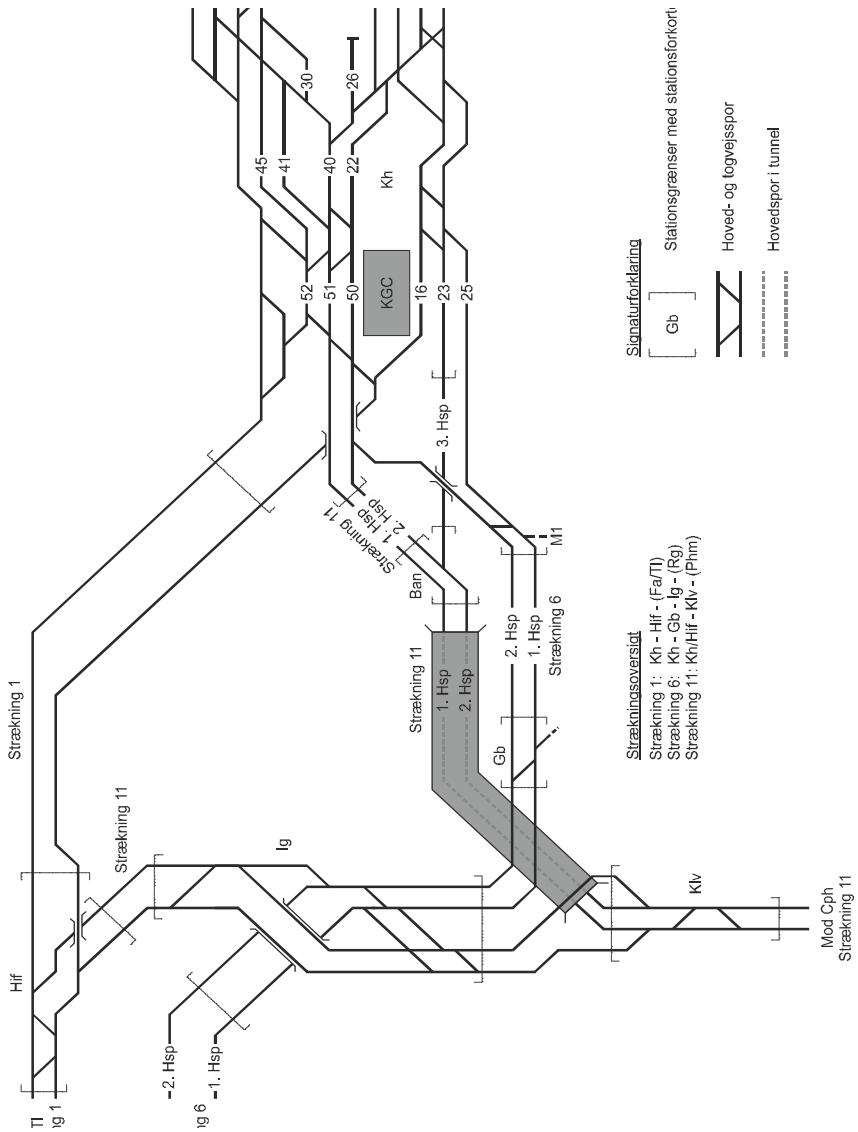 Kh
KGC
30
26
45
41
40
22
52
51
50
16
23
25
3. Hsp
Strækning 11
1. Hsp
2. Hsp
Ban
M1
Strækning 1
Strækning 11
1. Hsp
2. Hsp
2. Hsp
1. Hsp
Strækning 6
Gb
Strækning 11
Ig
Hif
Klv
2. Hsp
1. Hsp
Mod Cph
Strækning 11
Signaturforklaring
Gb
Stationsgrænser med stationsforkort
Hoved- og togvejsspor
Hovedspor i tunnel
Strækningsoversigt
Strækning 1: Kh - Hif - (Fa/Tl)
Strækning 6: Kh - Gb - Ig - (Rg)
Strækning 11: Kh/Hif - Klv - (Phm)